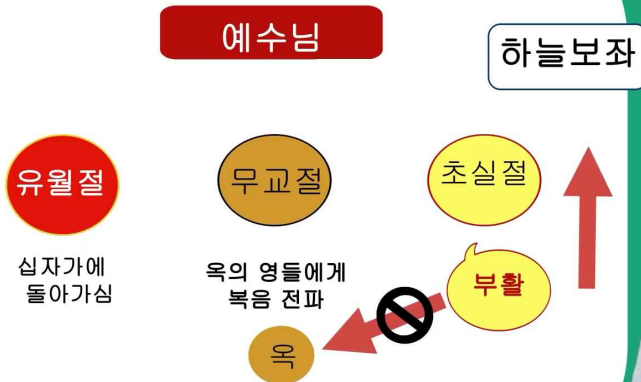 예수님
하늘보좌
유월절
무교절
초실절
십자가에
돌아가심
옥의 영들에게
복음 전파
부활
옥